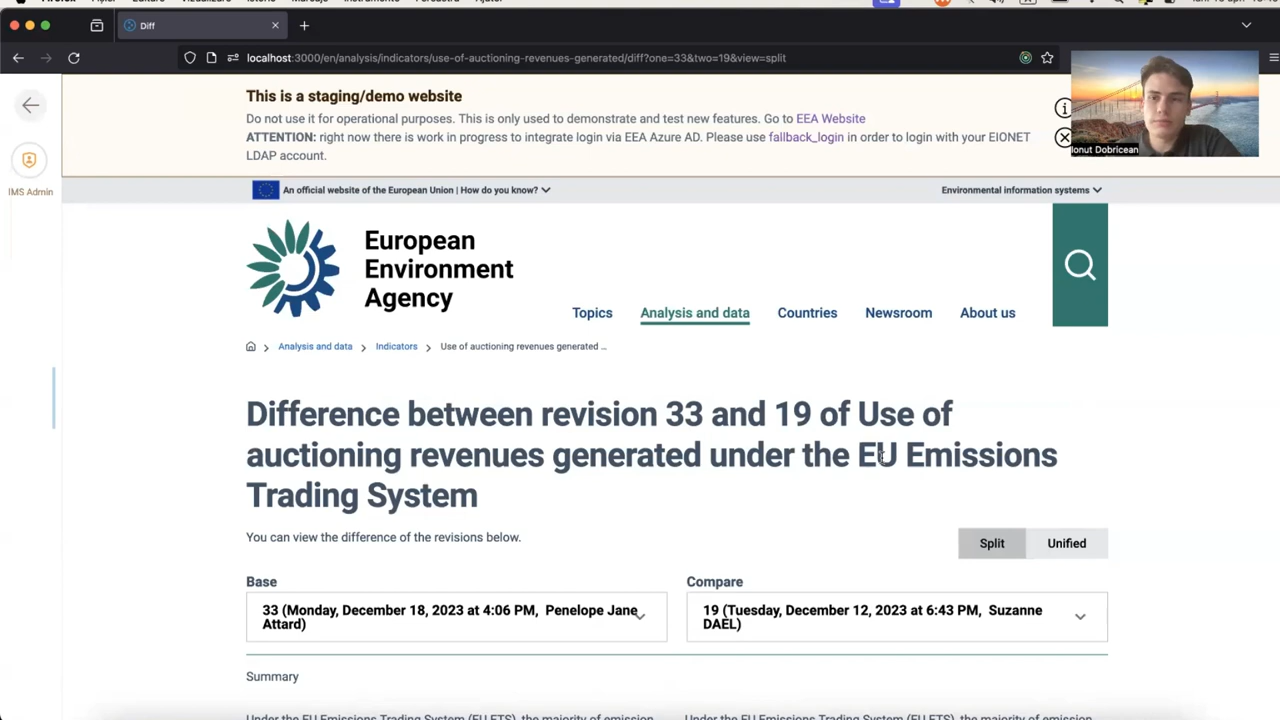 Diff
localhost:3000/en/analysis/indicators/use-of-auctioning-revenues-generated/diff?one=33&two=19&view=split
This is a staging/demo website
Do not use it for operational purposes. This is only used to demonstrate and test new features. Go to EEA Website
ATTENTION: right now there is work in progress to integrate login via EEA Azure AD. Please use fallback_login in order to login with your EIONET
LDAP account.
Ionut Dobricean
IMS Admin
An official website of the European Union | How do you know?
Environmental information systems
European
Environment
Agency
Topics
Analysis and data
Countries
Newsroom
About us
Analysis and data
Indicators
Use of auctioning revenues generated …
Difference between revision 33 and 19 of Use of
auctioning revenues generated under the EU Emissions
Trading System
You can view the difference of the revisions below.
Split
Unified
Base
Compare
33 (Monday, December 18, 2023 at 4:06 PM, Penelope Jane
Attard)
19 (Tuesday, December 12, 2023 at 6:43 PM, Suzanne
DAEL)
Summary
Under the EU Emissions Trading System (EU ETS), the majority of emission
Under the EU Emissions Trading System (EU ETS), the majority of emission